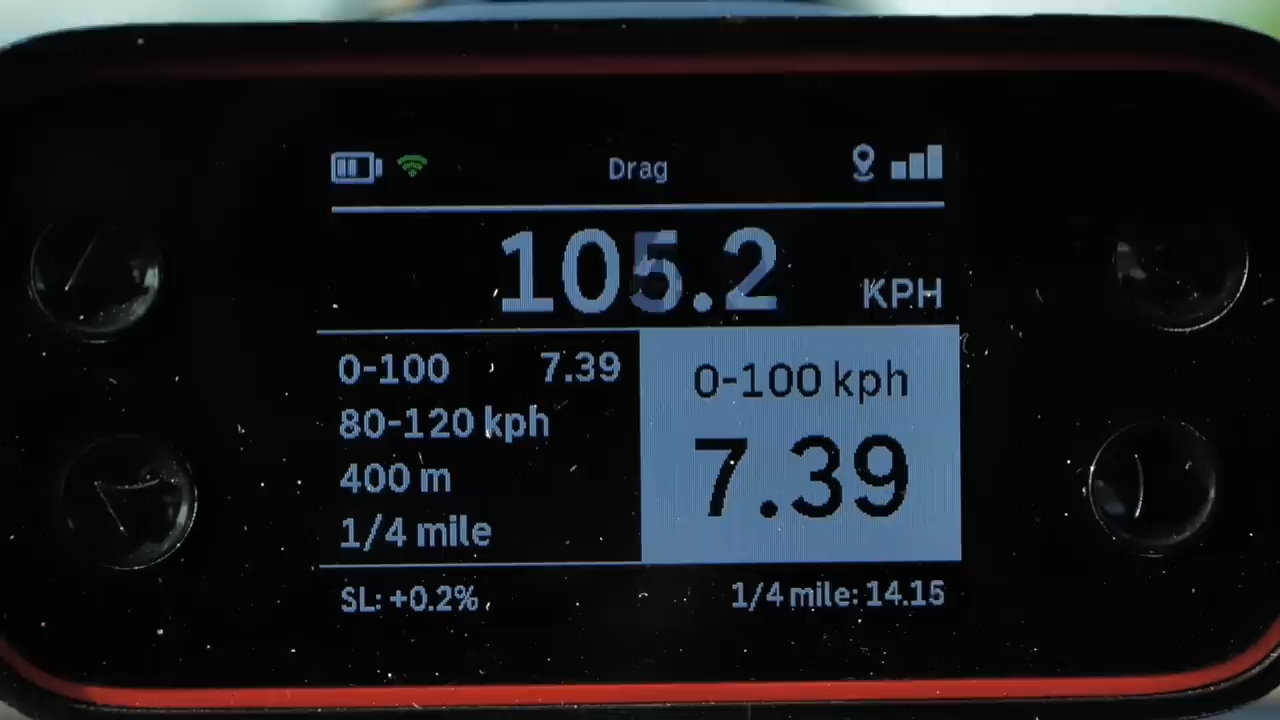 Drag
105.2 KPH
0-100 7.39
80-120 kph
400 m
1/4 mile
0-100 kph
7.39
SL: +0.2%
1/4 mile: 14.15